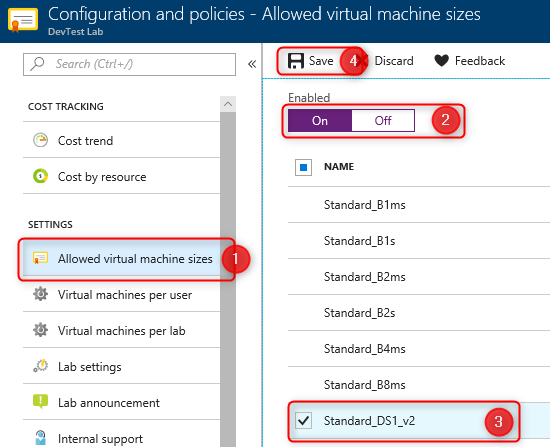 Configuration and policies - Allowed virtual machine sizes
DevTest Lab
Search (Ctrl+/)
«
COST TRACKING
Cost trend
Cost by resource
SETTINGS
Allowed virtual machine sizes 1
Virtual machines per user
Virtual machines per lab
Lab settings
Lab announcement
Internal support
Save 4 Discard Feedback
Enabled
On Off 2
NAME
Standard_B1ms
Standard_B1s
Standard_B2ms
Standard_B2s
Standard_B4ms
Standard_B8ms
Standard_DS1_v2 3